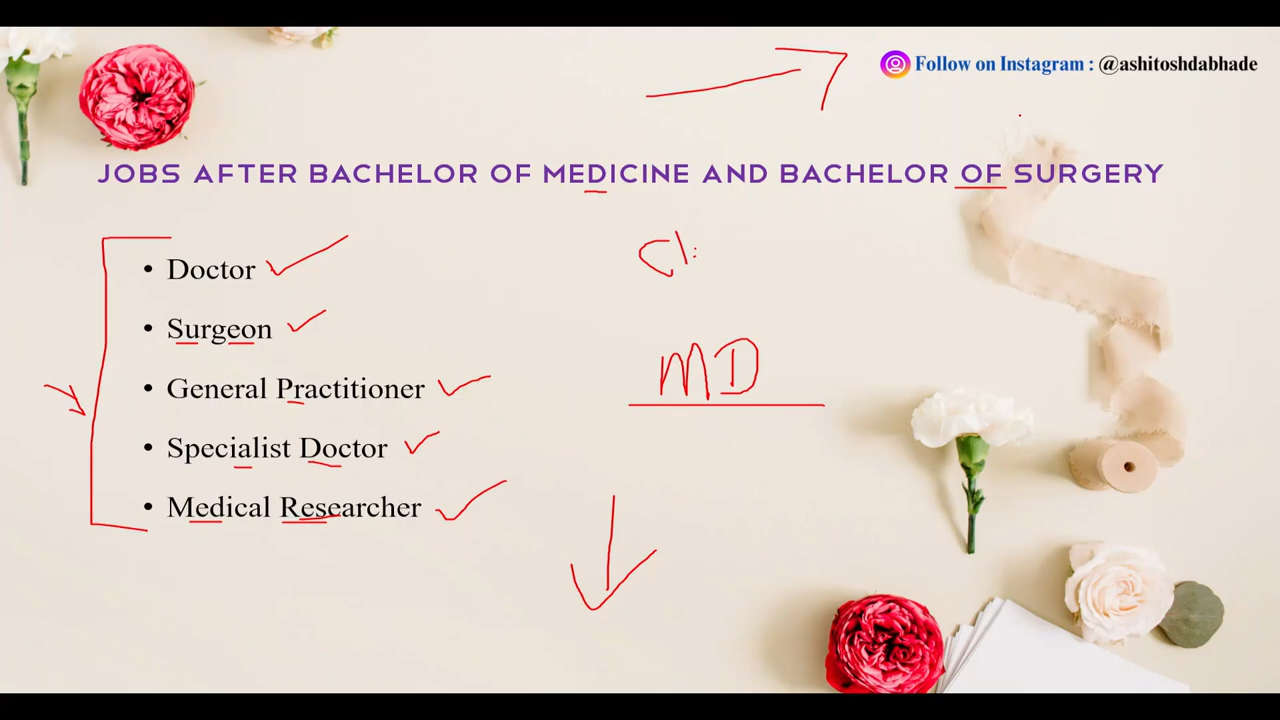 Follow on Instagram : @ashitoshdabhade
JOBS AFTER BACHELOR OF MEDICINE AND BACHELOR OF SURGERY
• Doctor
• Surgeon
• General Practitioner
• Specialist Doctor
• Medical Researcher
MD